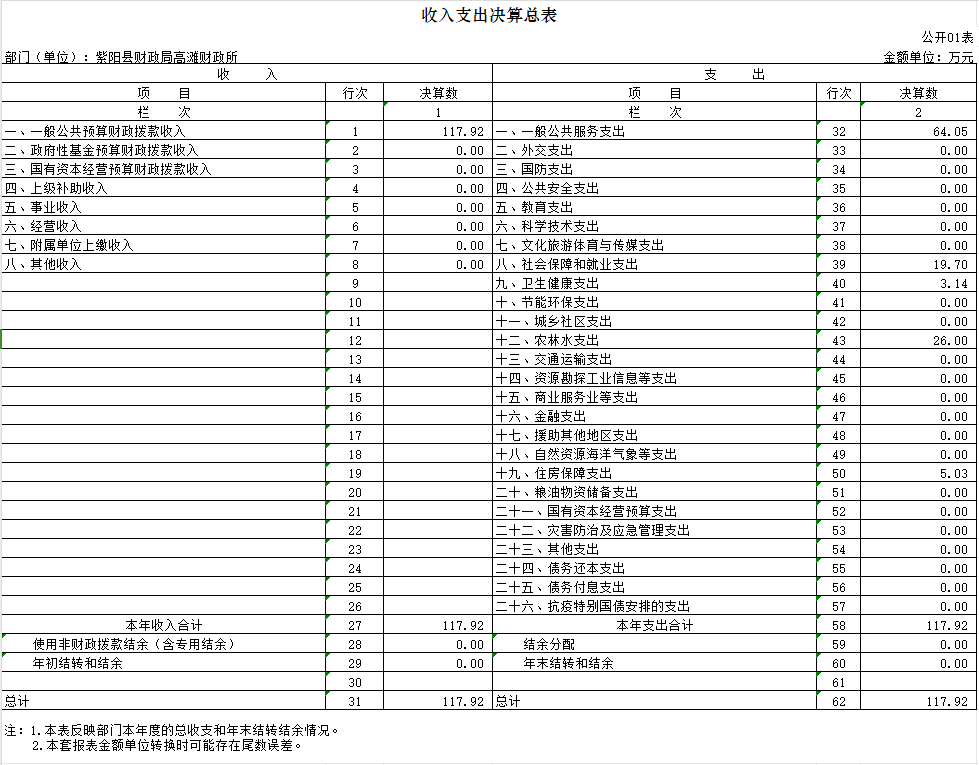 收入支出决算总表
公开01表
部门（单位）：紫阳县财政局高滩财政所 金额单位：万元
收 入 支 出
项 目 行次 决算数 项 目 行次 决算数
栏 次 1 栏 次 2
一、一般公共预算财政拨款收入 1 117.92 一、一般公共服务支出 32 64.05
二、政府性基金预算财政拨款收入 2 0.00 二、外交支出 33 0.00
三、国有资本经营预算财政拨款收入 3 0.00 三、国防支出 34 0.00
四、上级补助收入 4 0.00 四、公共安全支出 35 0.00
五、事业收入 5 0.00 五、教育支出 36 0.00
六、经营收入 6 0.00 六、科学技术支出 37 0.00
七、附属单位上缴收入 7 0.00 七、文化旅游体育与传媒支出 38 0.00
八、其他收入 8 0.00 八、社会保障和就业支出 39 19.70
9 九、卫生健康支出 40 3.14
10 十、节能环保支出 41 0.00
11 十一、城乡社区支出 42 0.00
12 十二、农林水支出 43 26.00
13 十三、交通运输支出 44 0.00
14 十四、资源勘探工业信息等支出 45 0.00
15 十五、商业服务业等支出 46 0.00
16 十六、金融支出 47 0.00
17 十七、援助其他地区支出 48 0.00
18 十八、自然资源海洋气象等支出 49 0.00
19 十九、住房保障支出 50 5.03
20 二十、粮油物资储备支出 51 0.00
21 二十一、国有资本经营预算支出 52 0.00
22 二十二、灾害防治及应急管理支出 53 0.00
23 二十三、其他支出 54 0.00
24 二十四、债务还本支出 55 0.00
25 二十五、债务付息支出 56 0.00
26 二十六、抗疫特别国债安排的支出 57 0.00
本年收入合计 27 117.92 本年支出合计 58 117.92
使用非财政拨款结余（含专用结余） 28 0.00 结余分配 59 0.00
年初结转和结余 29 0.00 年末结转和结余 60 0.00
30 61
总计 31 117.92 总计 62 117.92
注：1.本表反映部门本年度的总收支和年末结转结余情况。
2.本套报表金额单位转换时可能存在尾数误差。